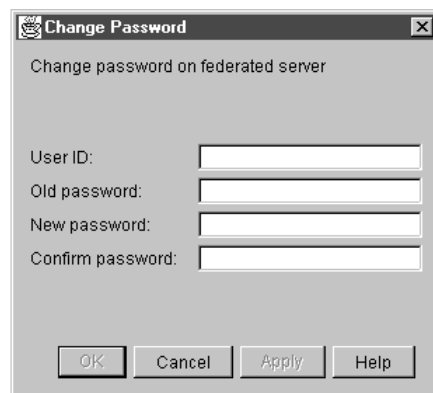 Change Password
Change password on federated server
User ID:
Old password:
New password:
Confirm password:
OK Cancel Apply Help